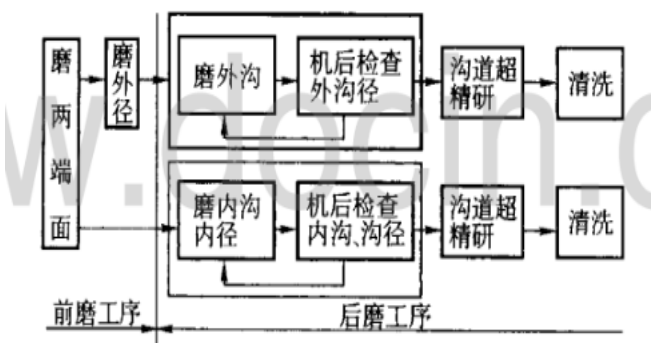 磨两端面
磨外径
磨外沟
机后检查
外沟径
沟道超
精研
清洗
磨内沟
内径
机后检查
内沟、沟径
沟道超
精研
清洗
前磨工序
后磨工序
w.docin.c